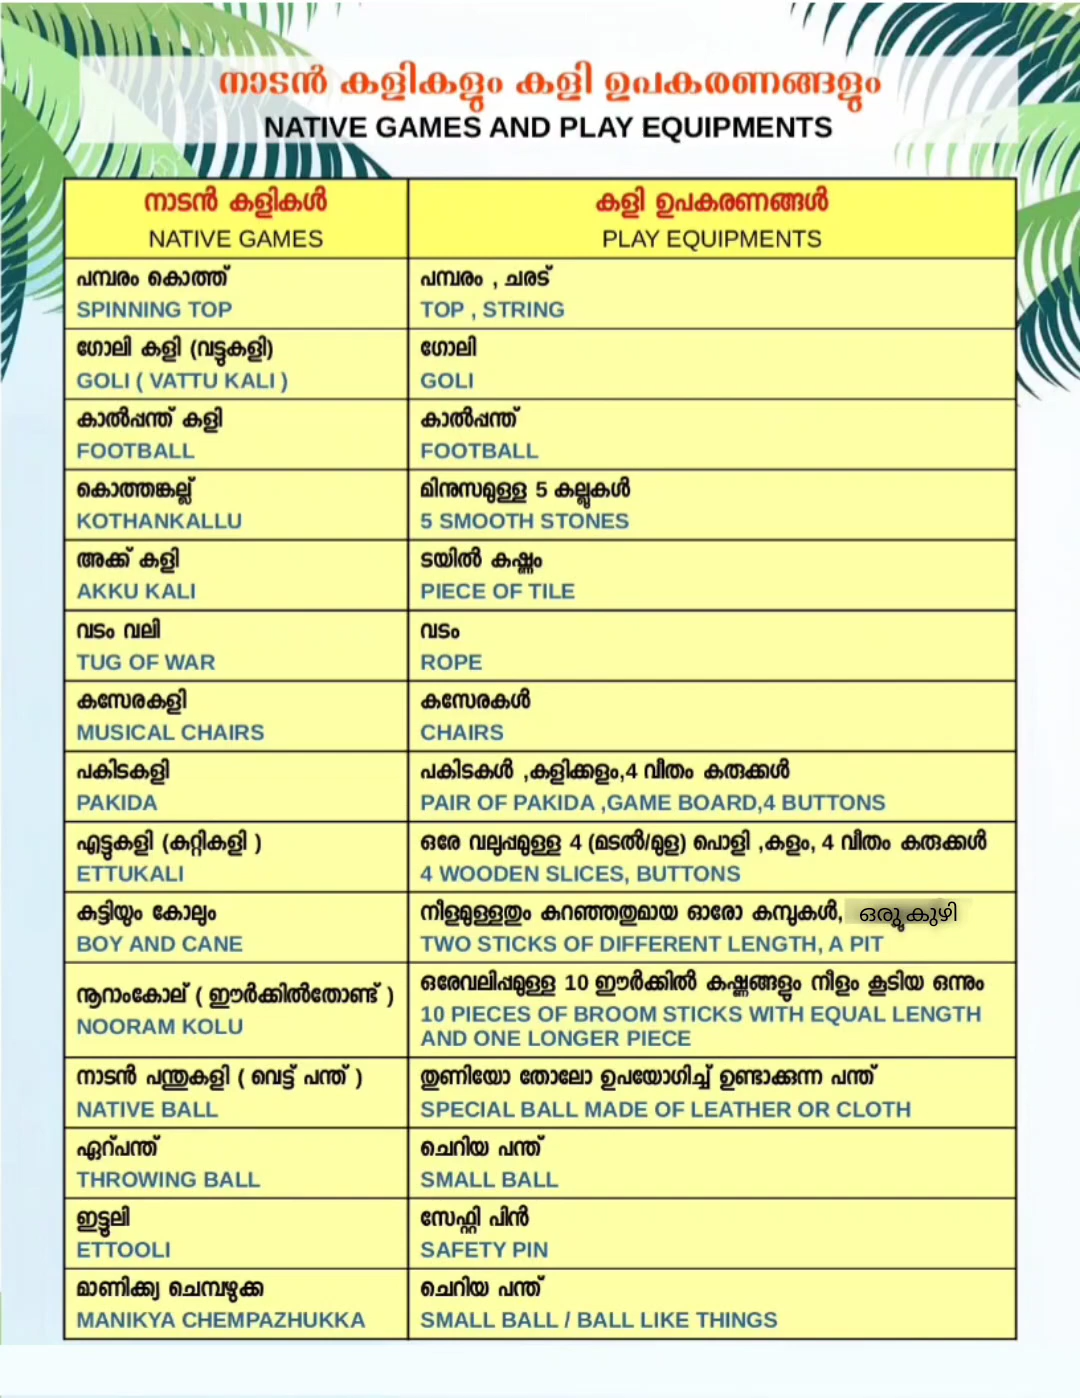 നാടൻ കളികളും കളി ഉപകരണങ്ങളും
NATIVE GAMES AND PLAY EQUIPMENTS
നാടൻ കളികൾ
NATIVE GAMES
കളി ഉപകരണങ്ങൾ
PLAY EQUIPMENTS
പമ്പരം കൊത്ത്
SPINNING TOP
പമ്പരം , ചരട്
TOP , STRING
ഗോലി കളി (വട്ടുകളി)
GOLI ( VATTU KALI )
ഗോലി
GOLI
കാൽപ്പന്ത് കളി
FOOTBALL
കാൽപ്പന്ത്
FOOTBALL
കൊത്തങ്കല്ല്
KOTHANKALLU
മിനുസമുള്ള 5 കല്ലുകൾ
5 SMOOTH STONES
അക്ക് കളി
AKKU KALI
ടയിൽ കഷ്ണം
PIECE OF TILE
വടം വലി
TUG OF WAR
വടം
ROPE
കസേരകളി
MUSICAL CHAIRS
കസേരകൾ
CHAIRS
പകിടകളി
PAKIDA
പകിടകൾ ,കളിക്കളം,4 വീതം കരുക്കൾ
PAIR OF PAKIDA ,GAME BOARD,4 BUTTONS
എട്ടുകളി (കുറ്റികളി )
ETTUKALI
ഒരേ വലുപ്പമുള്ള 4 (മടൽ/മുള) പൊളി ,കളം, 4 വീതം കരുക്കൾ
4 WOODEN SLICES, BUTTONS
കുട്ടിയും കോലും
BOY AND CANE
നീളമുള്ളതും കുറഞ്ഞതുമായ ഓരോ കമ്പുകൾ, ഒരു കുഴി
TWO STICKS OF DIFFERENT LENGTH, A PIT
നൂറാംകോല് ( ഈർക്കിൽതോണ്ട് )
NOORAM KOLU
ഒരേവലിപ്പമുള്ള 10 ഈർക്കിൽ കഷ്ണങ്ങളും നീളം കൂടിയ ഒന്നും
10 PIECES OF BROOM STICKS WITH EQUAL LENGTH
AND ONE LONGER PIECE
നാടൻ പന്തുകളി ( വെട്ട് പന്ത് )
NATIVE BALL
തുണിയോ തോലോ ഉപയോഗിച്ച് ഉണ്ടാക്കുന്ന പന്ത്
SPECIAL BALL MADE OF LEATHER OR CLOTH
ഏറ്പന്ത്
THROWING BALL
ചെറിയ പന്ത്
SMALL BALL
ഇട്ടൂലി
ETTOOLI
സേഫ്റ്റി പിൻ
SAFETY PIN
മാണിക്ക്യ ചെമ്പഴുക്ക
MANIKYA CHEMPAZHUKKA
ചെറിയ പന്ത്
SMALL BALL / BALL LIKE THINGS